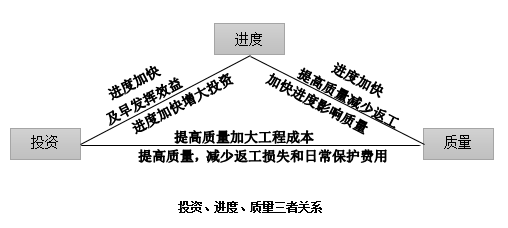 进度
进度加快
及早发挥效益
进度加快增大投资
进度加快
提高质量减少返工
加快进度影响质量
投资
提高质量加大工程成本
提高质量，减少返工损失和日常保护费用
质量
投资、进度、质量三者关系